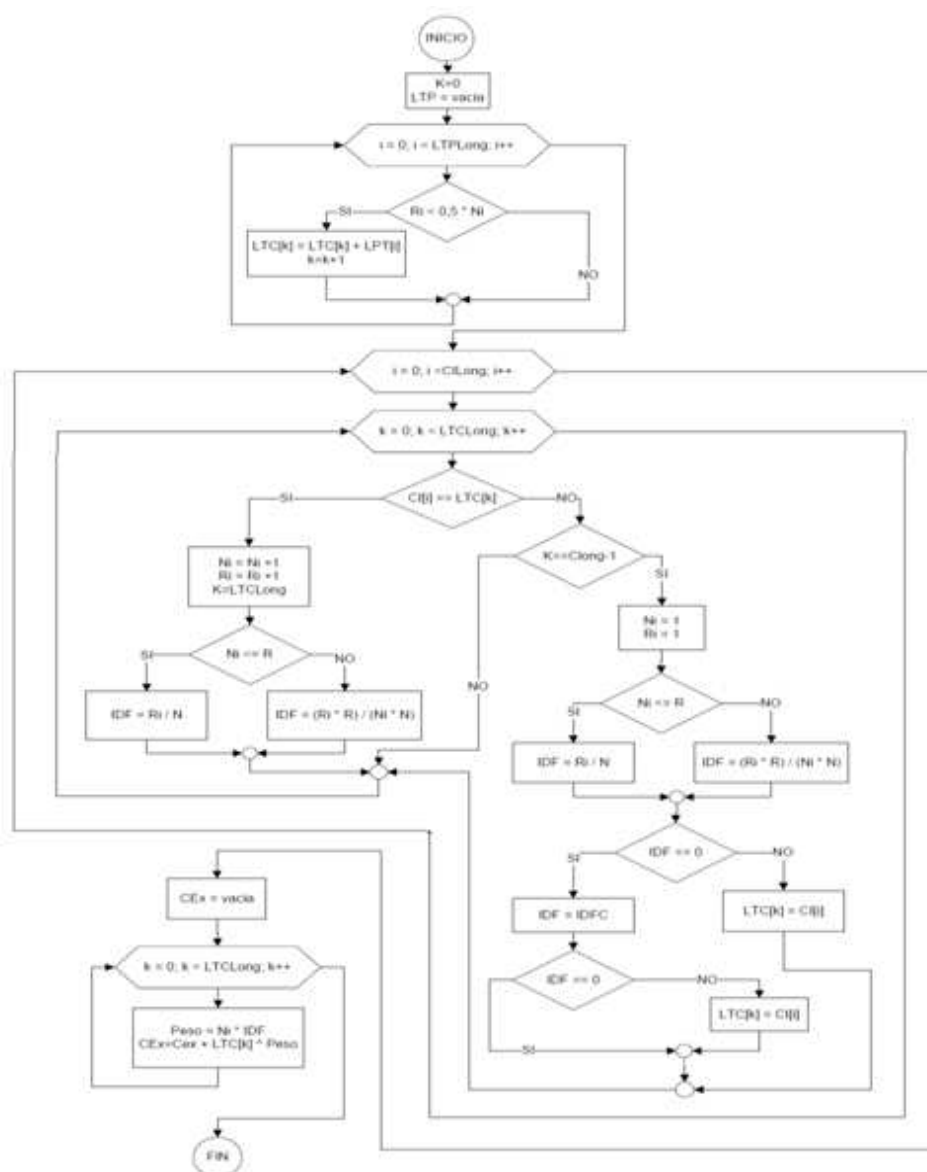 INICIO
K=0
LTP = vacia
i = 0; i = LTPLong; i++
Ri < 0,5 * Ni
SI
LTC[k] = LTC[k] + LPT[i]
k=k+1
NO
i = 0; i =CILong; i++
k = 0; k = LTCLong; k++
CI[i] == LTC[k]
SI
NO
K==Clong-1
NO
SI
Ni = Ni +1
Ri = Ri +1
K=LTCLong
Ni = 1
Ri = 1
Ni <= R
SI
NO
IDF = Ri / N
IDF = (Ri * R) / (Ni * N)
Ni <= R
SI
NO
IDF = Ri / N
IDF = (Ri * R) / (Ni * N)
IDF == 0
SI
NO
IDF = IDFC
LTC[k] = CI[i]
IDF == 0
NO
SI
LTC[k] = CI[i]
CEx = vacia
k = 0; k = LTCLong; k++
Peso = Ni * IDF
CEx=Cex + LTC[k] ^ Peso
FIN